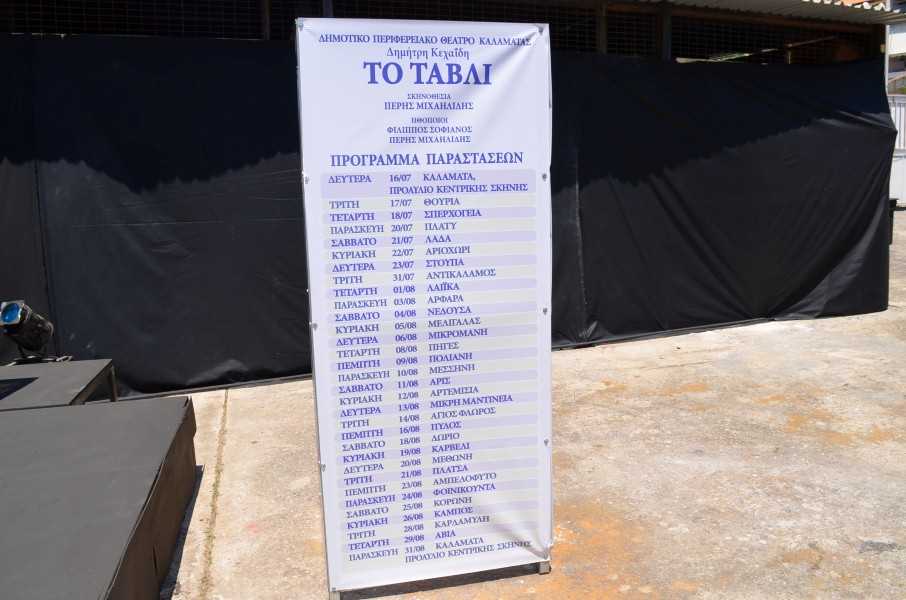 ΔΗΜΟΤΙΚΟ ΠΕΡΙΦΕΡΕΙΑΚΟ ΘΕΑΤΡΟ ΚΑΛΑΜΑΤΑΣ
Δημήτρη Κεχαΐδη
ΤΟ ΤΑΒΛΙ
ΣΚΗΝΟΘΕΣΙΑ
ΠΕΡΗΣ ΜΙΧΑΗΛΙΔΗΣ
ΗΘΟΠΟΙΟΙ
ΦΙΛΙΠΠΟΣ ΣΟΦΙΑΝΟΣ
ΠΕΡΗΣ ΜΙΧΑΗΛΙΔΗΣ
ΠΡΟΓΡΑΜΜΑ ΠΑΡΑΣΤΑΣΕΩΝ
ΔΕΥΤΕΡΑ 16/07 ΚΑΛΑΜΑΤΑ,
ΠΡΟΑΥΛΙΟ ΚΕΝΤΡΙΚΗΣ ΣΚΗΝΗΣ
ΤΡΙΤΗ 17/07 ΘΟΥΡΙΑ
ΤΕΤΑΡΤΗ 18/07 ΣΠΕΡΧΟΓΕΙΑ
ΠΑΡΑΣΚΕΥΗ 20/07 ΠΛΑΤΥ
ΣΑΒΒΑΤΟ 21/07 ΛΑΔΑ
ΚΥΡΙΑΚΗ 22/07 ΑΡΙΟΧΩΡΙ
ΔΕΥΤΕΡΑ 23/07 ΣΤΟΥΠΑ
ΤΡΙΤΗ 31/07 ΑΝΤΙΚΑΛΑΜΟΣ
ΤΕΤΑΡΤΗ 01/08 ΛΑΪΚΑ
ΠΑΡΑΣΚΕΥΗ 03/08 ΑΡΦΑΡΑ
ΣΑΒΒΑΤΟ 04/08 ΝΕΔΟΥΣΑ
ΚΥΡΙΑΚΗ 05/08 ΜΕΛΙΓΑΛΑΣ
ΔΕΥΤΕΡΑ 06/08 ΜΙΚΡΟΜΑΝΗ
ΤΕΤΑΡΤΗ 08/08 ΠΗΓΕΣ
ΠΕΜΠΤΗ 09/08 ΠΟΛΙΑΝΗ
ΠΑΡΑΣΚΕΥΗ 10/08 ΜΕΣΣΗΝΗ
ΣΑΒΒΑΤΟ 11/08 ΑΡΙΣ
ΚΥΡΙΑΚΗ 12/08 ΑΡΤΕΜΙΣΙΑ
ΔΕΥΤΕΡΑ 13/08 ΜΙΚΡΗ ΜΑΝΤΙΝΕΙΑ
ΤΡΙΤΗ 14/08 ΑΓΙΟΣ ΦΛΩΡΟΣ
ΠΕΜΠΤΗ 16/08 ΠΥΛΟΣ
ΣΑΒΒΑΤΟ 18/08 ΔΩΡΙΟ
ΚΥΡΙΑΚΗ 19/08 ΚΑΡΒΕΛΙ
ΔΕΥΤΕΡΑ 20/08 ΜΕΘΩΝΗ
ΤΡΙΤΗ 21/08 ΠΛΑΤΣΑ
ΠΕΜΠΤΗ 23/08 ΑΜΠΕΛΟΦΥΤΟ
ΠΑΡΑΣΚΕΥΗ 24/08 ΦΟΙΝΙΚΟΥΝΤΑ
ΣΑΒΒΑΤΟ 25/08 ΚΟΡΩΝΗ
ΚΥΡΙΑΚΗ 26/08 ΚΑΜΠΟΣ
ΤΡΙΤΗ 28/08 ΚΑΡΔΑΜΥΛΗ
ΤΕΤΑΡΤΗ 29/08 ΑΒΙΑ
ΠΑΡΑΣΚΕΥΗ 31/08 ΚΑΛΑΜΑΤΑ
ΠΡΟΑΥΛΙΟ ΚΕΝΤΡΙΚΗΣ ΣΚΗΝΗΣ